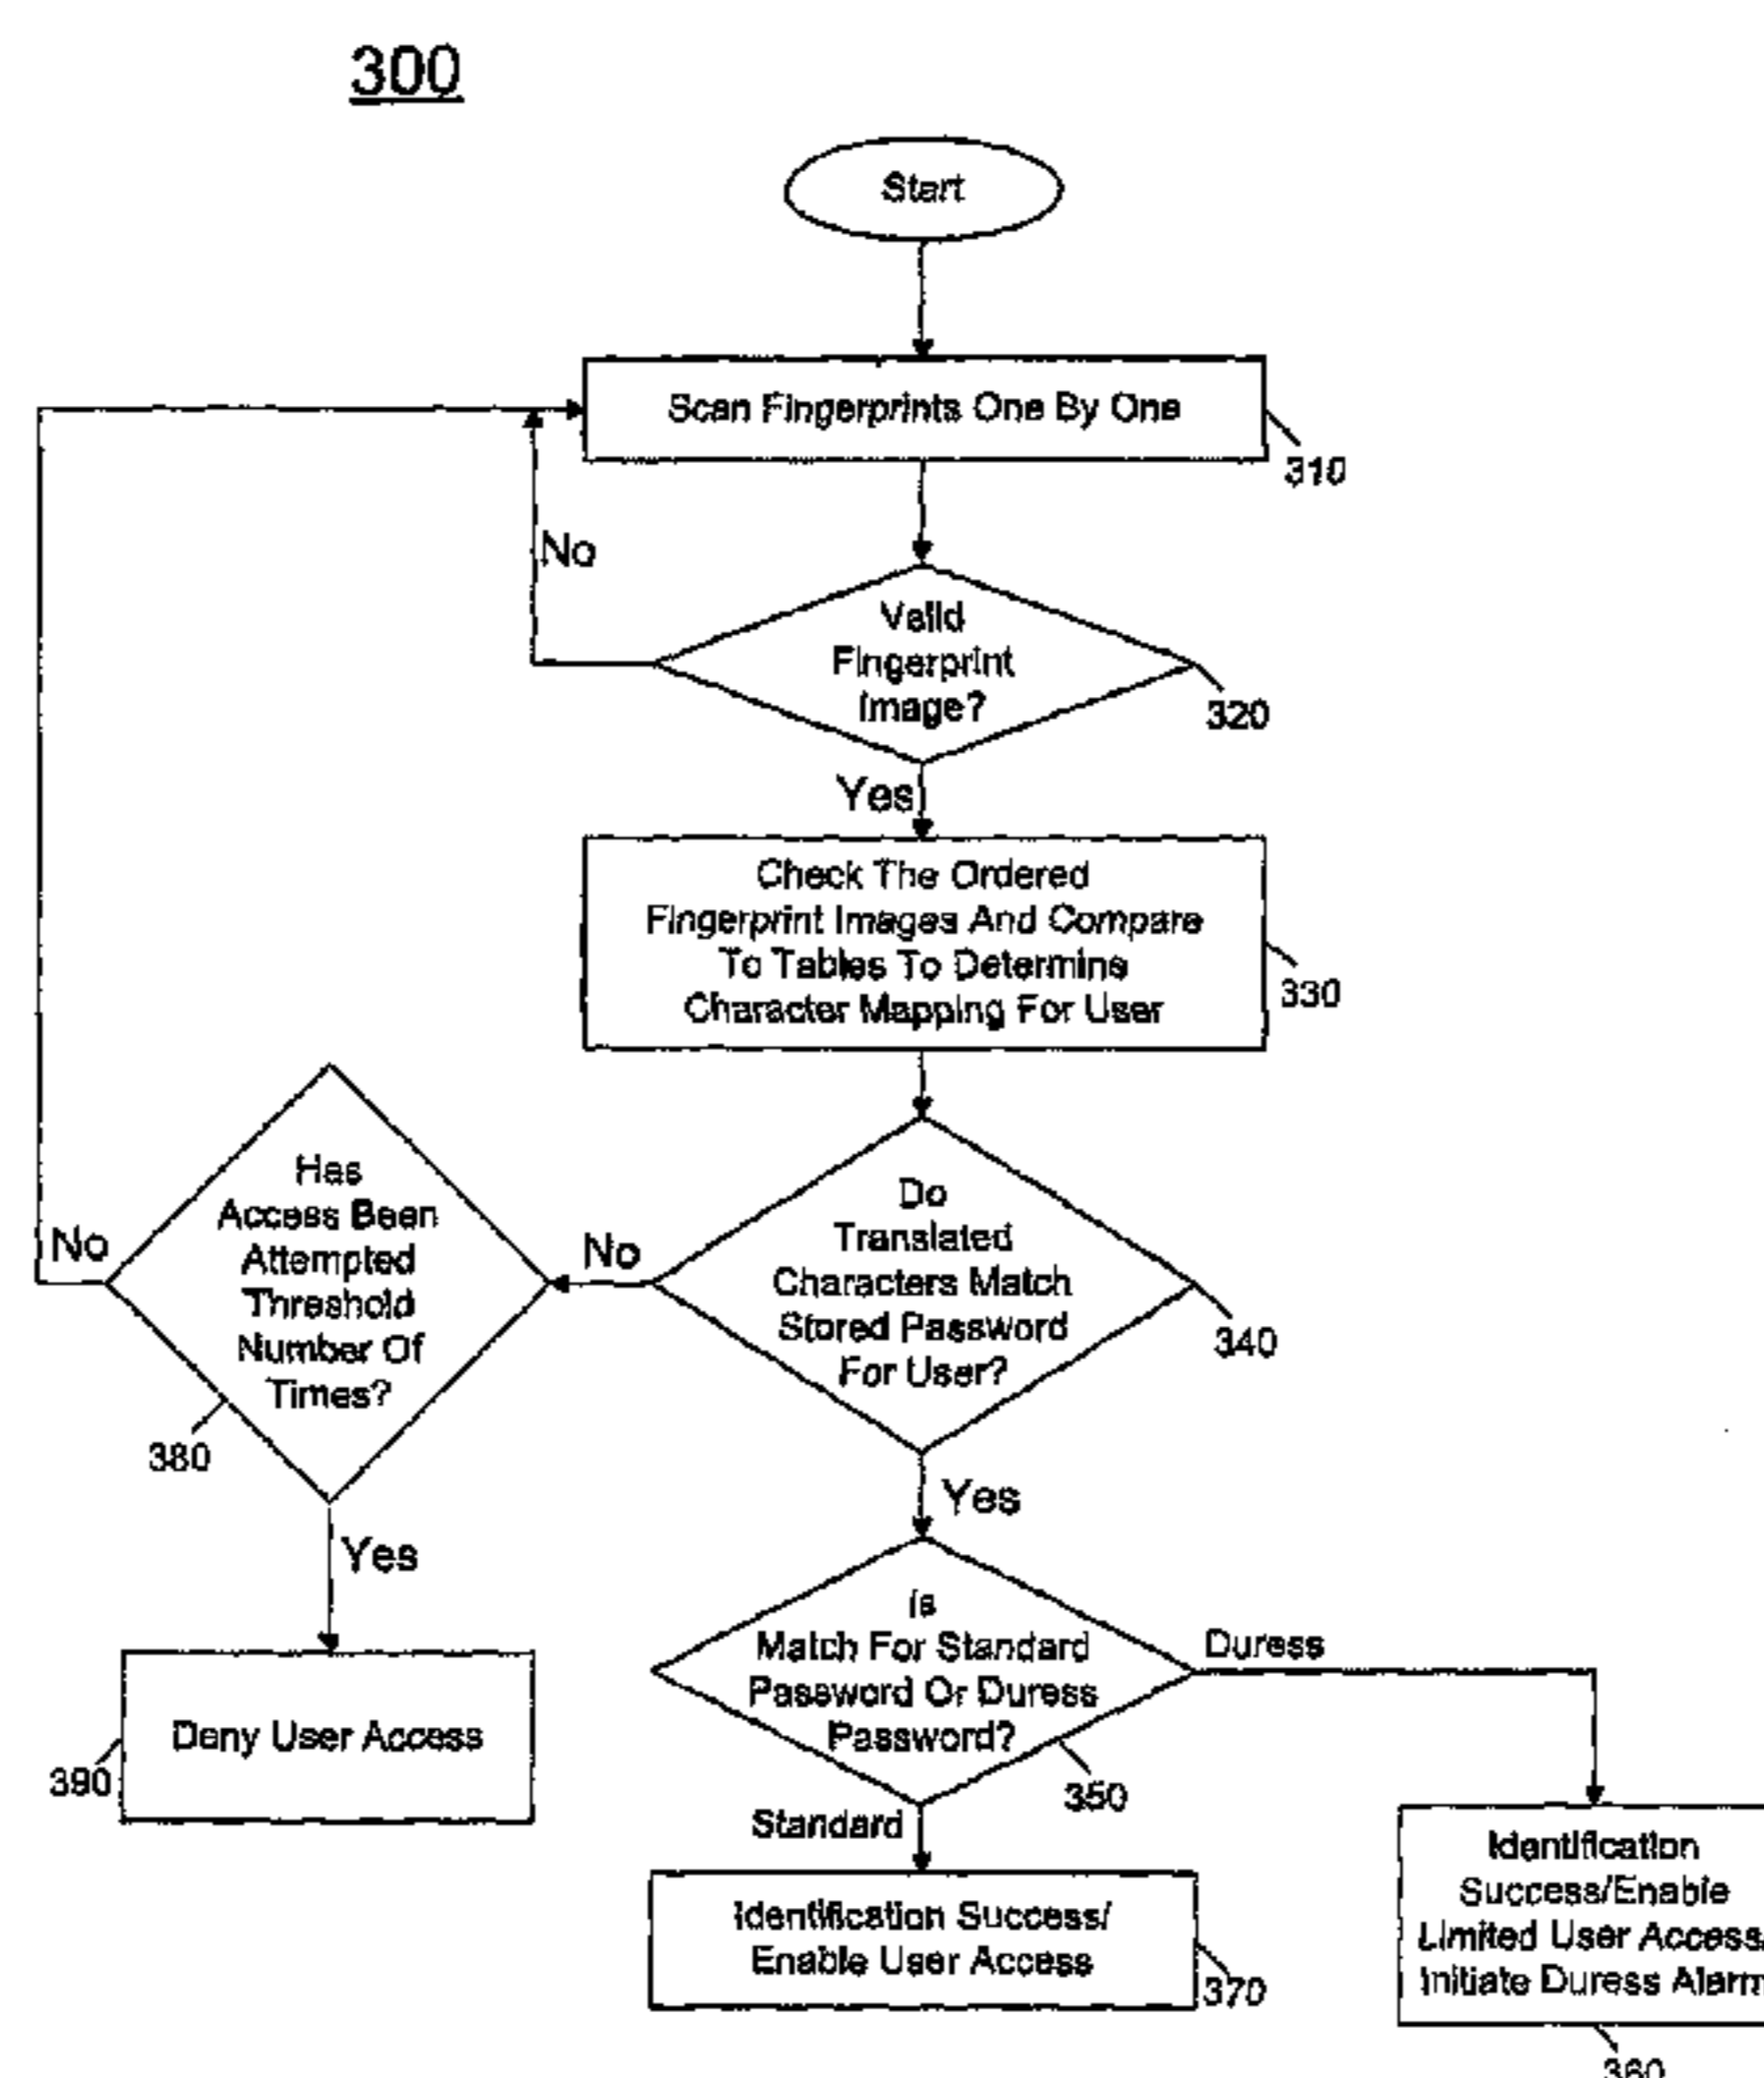 300
Start
Scan Fingerprints One By One
310
No
Valid
Fingerprint
Image?
320
Yes
Check The Ordered
Fingerprint Images And Compare
To Tables To Determine
Character Mapping For User
330
Has
Access Been
Attempted
Threshold
Number Of
Times?
No
380
No
Do
Translated
Characters Match
Stored Password
For User?
340
Yes
Yes
Is
Match For Standard
Password Or Duress
Password?
Duress
350
Deny User Access
390
Standard
Identification Success/
Enable User Access
370
Identification
Success/Enable
Limited User Access/
Initiate Duress Alarm
360